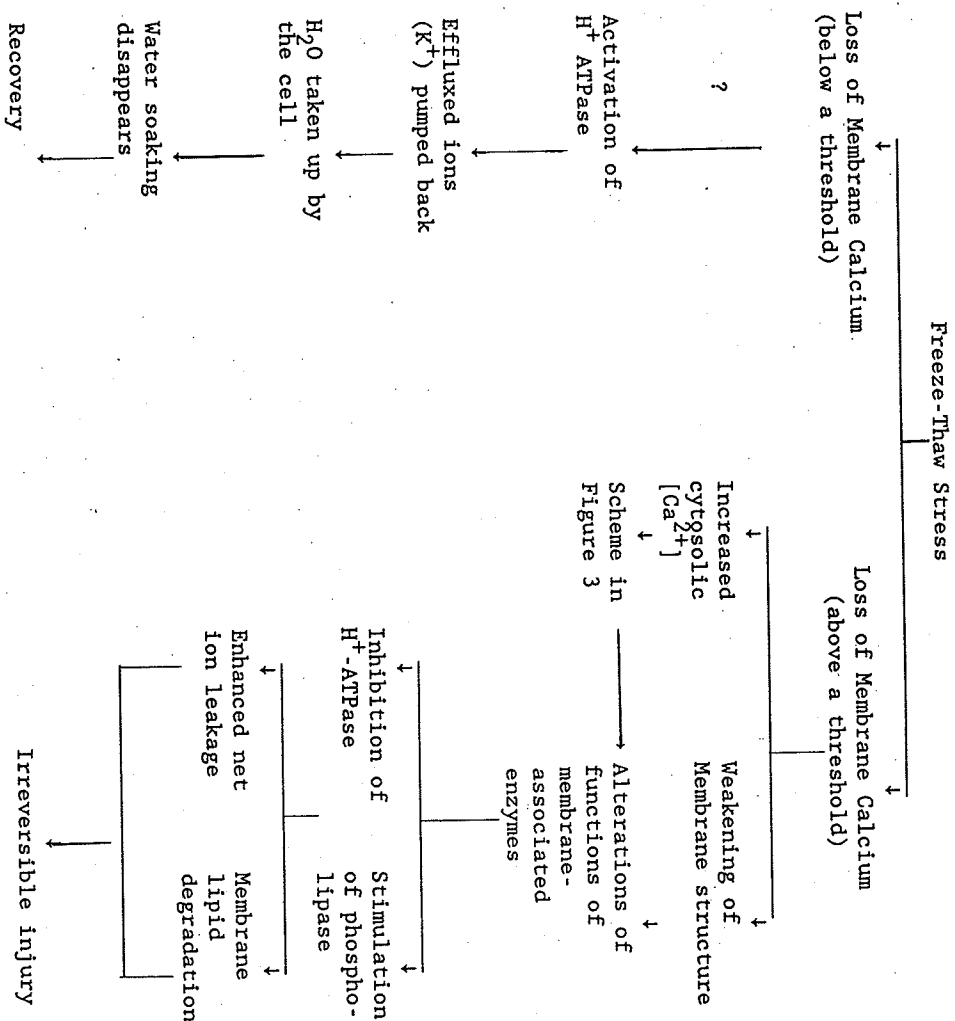 Freeze-Thaw Stress
Loss of Membrane Calcium
(below a threshold)
?
Activation of
H+ ATPase
Effluxed ions
(K+) pumped back
H2O taken up by
the cell
Water soaking
disappears
Recovery
Loss of Membrane Calcium
(above a threshold)
Increased
cytosolic
[Ca2+]
Scheme in
Figure 3
Weakening of
Membrane structure
Alterations of
functions of
membrane-
associated
enzymes
Inhibition of
H+-ATPase
Stimulation
of phospho-
lipase
Enhanced net
ion leakage
Membrane
lipid
degradation
Irreversible injury